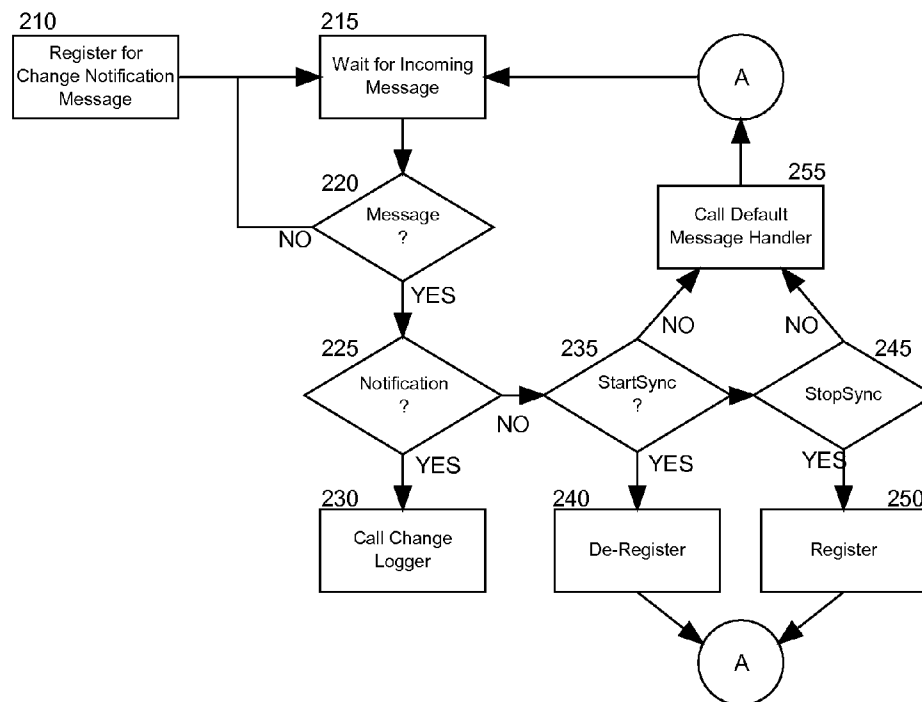 210
Register for
Change Notification
Message
215
Wait for Incoming
Message
A
220
Message
?
NO
YES
255
Call Default
Message Handler
NO
NO
225
Notification
?
NO
YES
235
StartSync
?
YES
245
StopSync
YES
230
Call Change
Logger
240
De-Register
250
Register
A